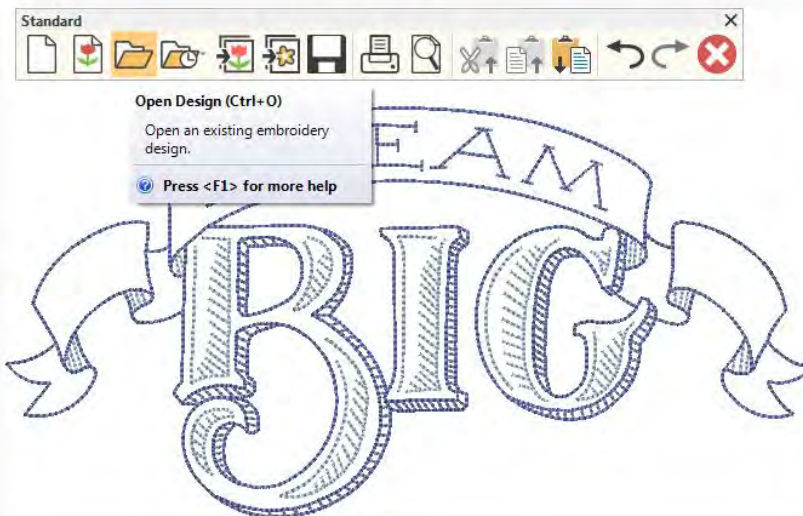 Standard
Open Design (Ctrl+O)
Open an existing embroidery
design.
Press <F1> for more help
EAM
BIG